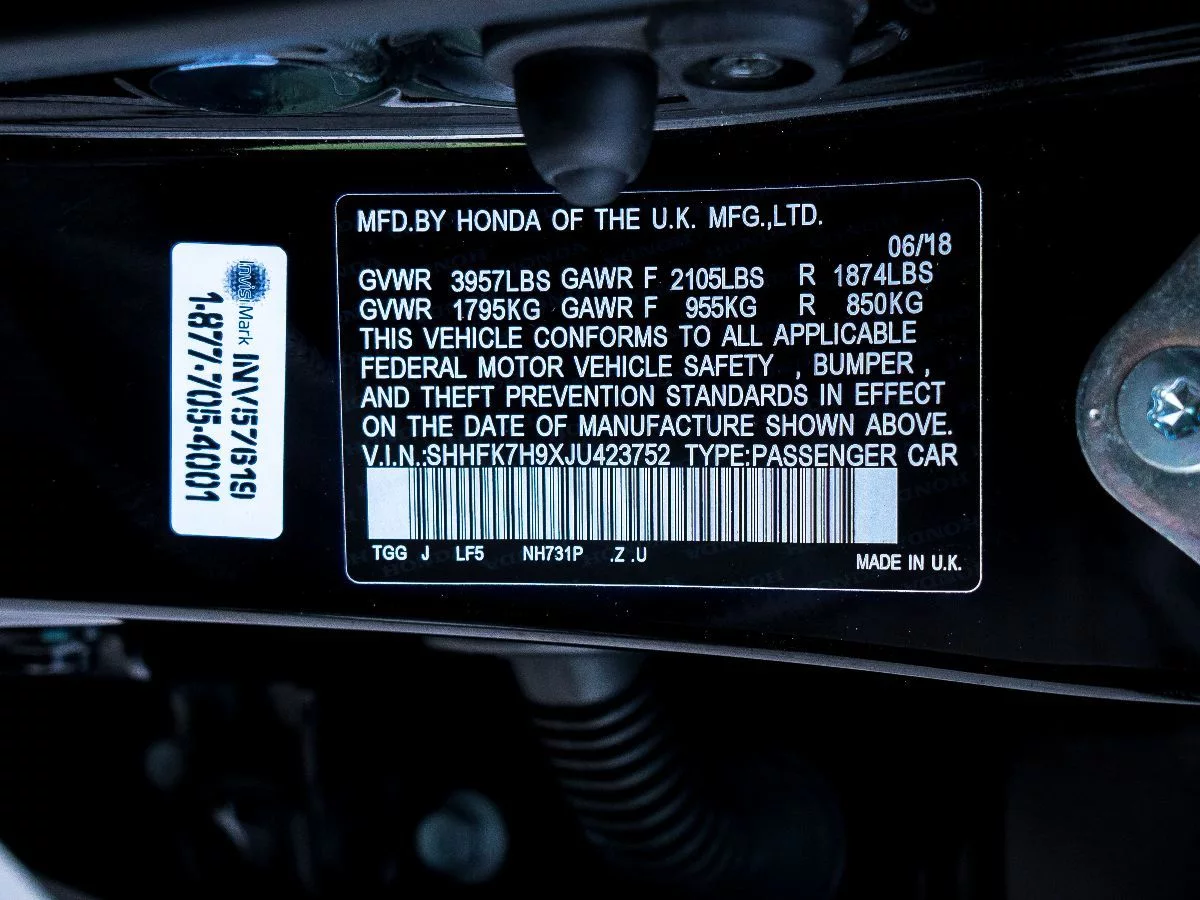 MFD.BY HONDA OF THE U.K. MFG.,LTD.
06/18
GVWR 3957LBS GAWR F 2105LBS R 1874LBS
GVWR 1795KG GAWR F 955KG R 850KG
THIS VEHICLE CONFORMS TO ALL APPLICABLE
FEDERAL MOTOR VEHICLE SAFETY , BUMPER ,
AND THEFT PREVENTION STANDARDS IN EFFECT
ON THE DATE OF MANUFACTURE SHOWN ABOVE.
V.I.N.:SHHFK7H9XJU423752 TYPE:PASSENGER CAR
TGG J LF5 NH731P .Z .U
MADE IN U.K.
InvisiMark INV57619
1-877-705-4001